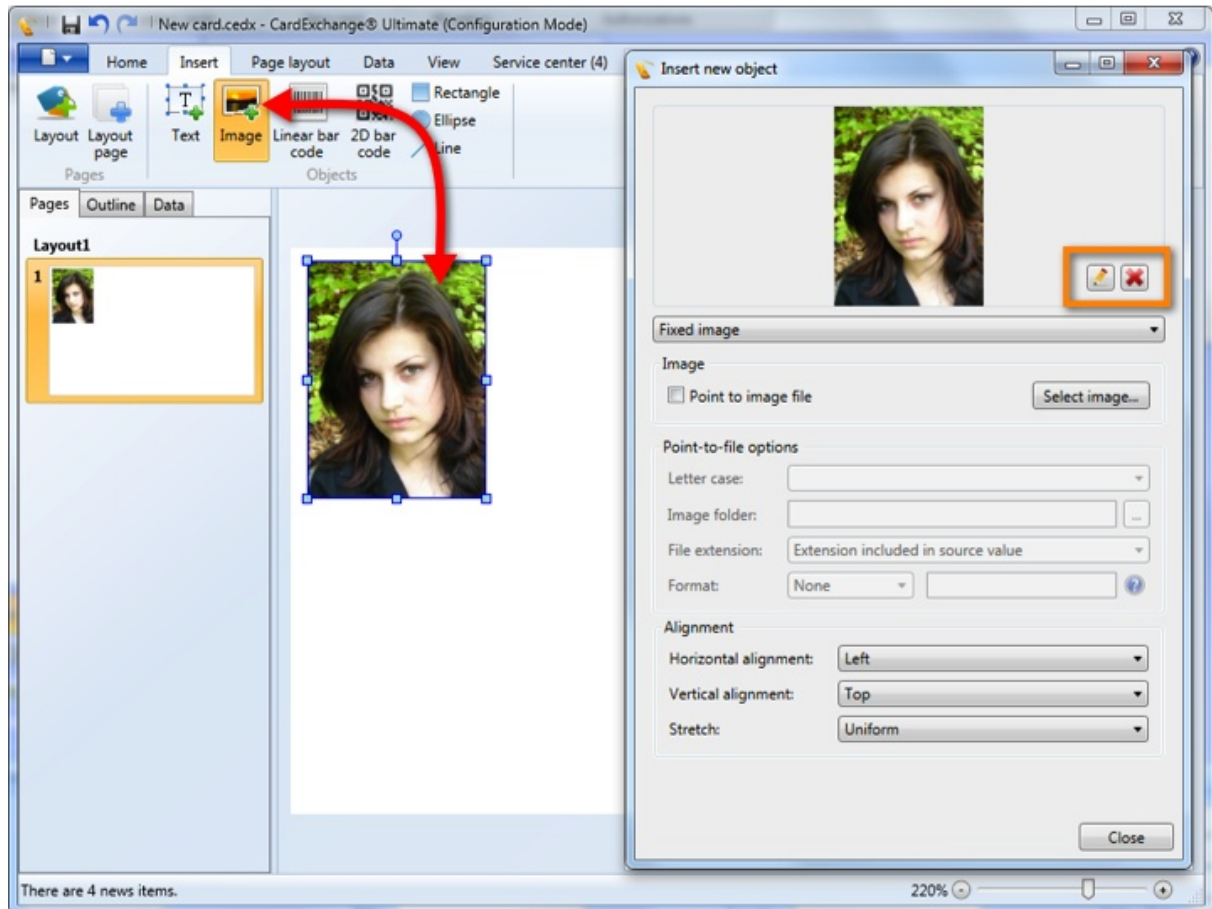 New card.cedx - CardExchange® Ultimate (Configuration Mode)
Home Insert Page layout Data View Service center (4)
Layout
Layout page
Text
Image
Linear bar code
2D bar code
Rectangle
Ellipse
Line
Pages
Objects
Pages Outline Data
Layout1
1
There are 4 news items.
220%
Insert new object
Fixed image
Image
Point to image file
Select image...
Point-to-file options
Letter case:
Image folder:
...
File extension: Extension included in source value
Format: None
Alignment
Horizontal alignment: Left
Vertical alignment: Top
Stretch: Uniform
Close